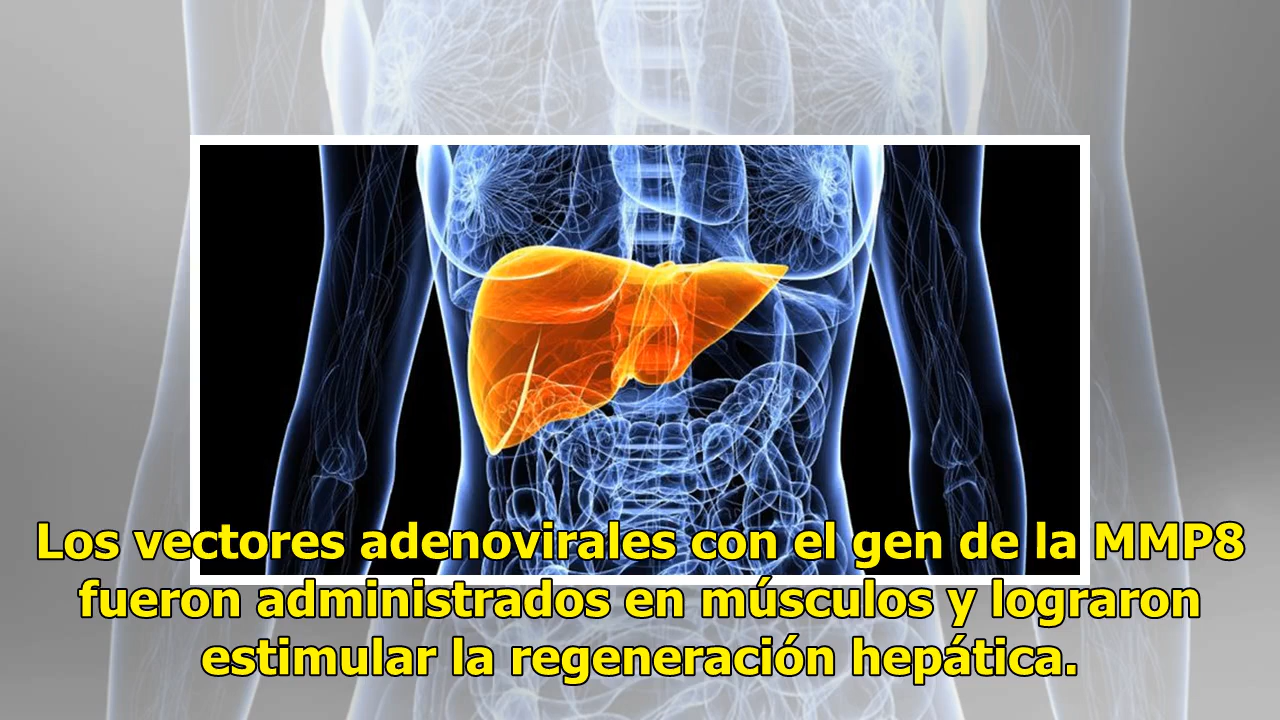 Los vectores adenovirales con el gen de la MMP8
fueron administrados en músculos y lograron
estimular la regeneración hepática.